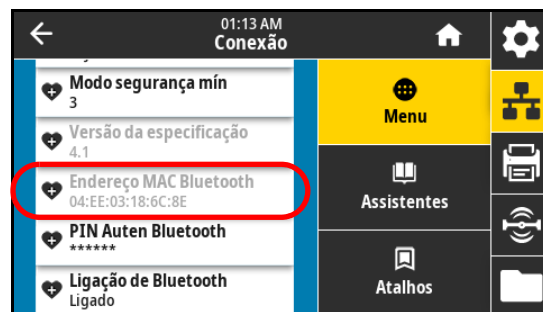 01:13 AM
Conexão
Modo segurança mín
3
Versão da especificação
4.1
Endereço MAC Bluetooth
04:EE:03:18:6C:8E
PIN Auten Bluetooth
******
Ligação de Bluetooth
Ligado
Menu
Assistentes
Atalhos